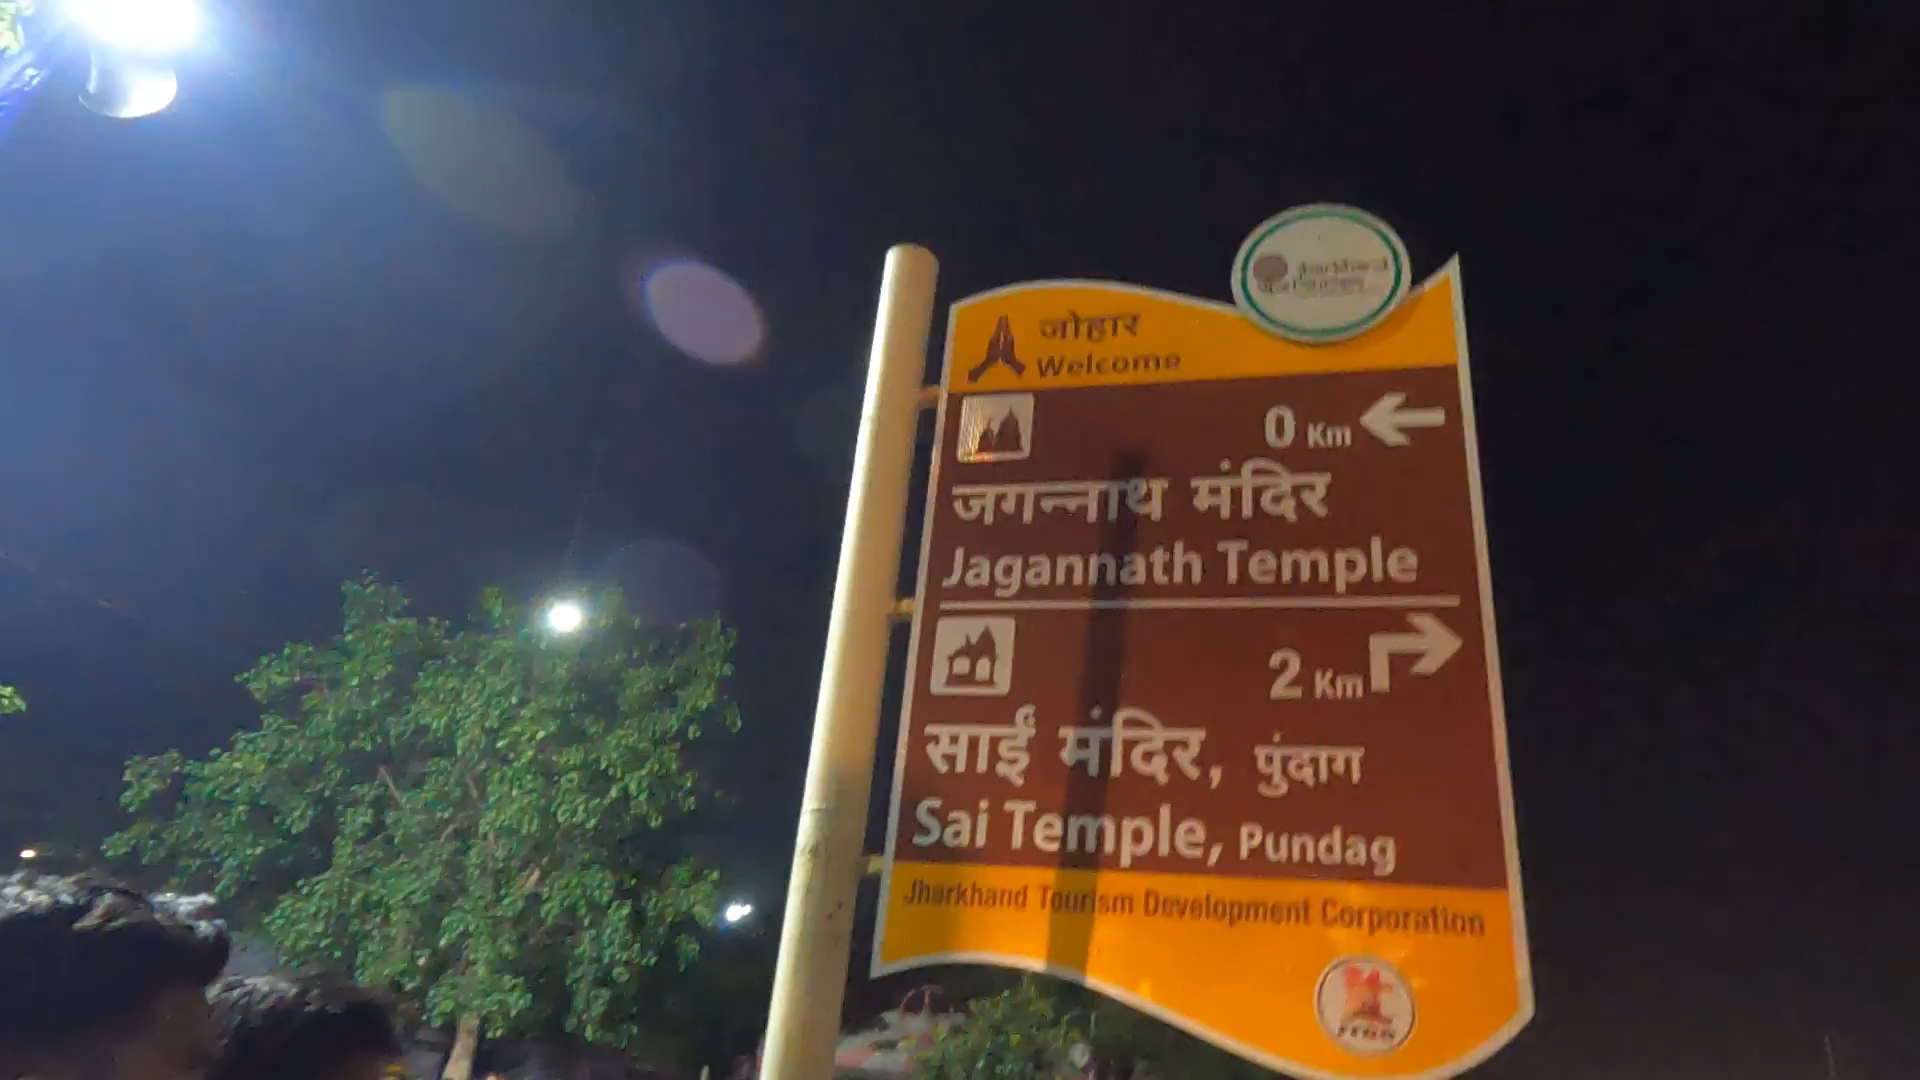 जोहार
Welcome
0 Km
जगन्नाथ मंदिर
Jagannath Temple
2 Km
साईं मंदिर, पुंदाग
Sai Temple, Pundag
Jharkhand Tourism Development Corporation